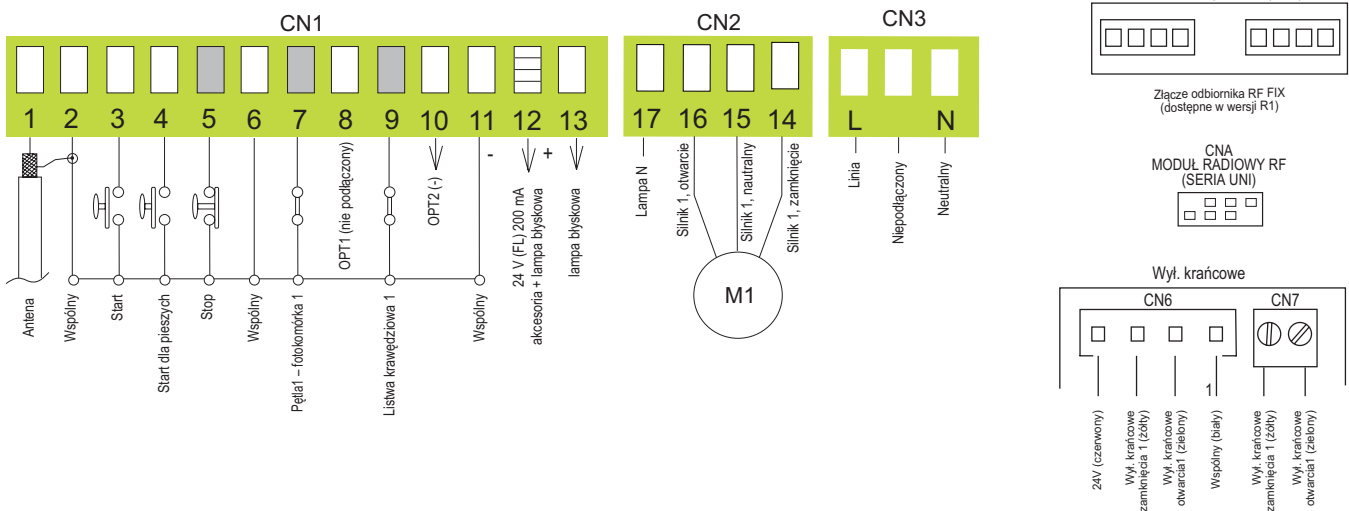 CN1
1 2 3 4 5 6 7 8 9 10 11 12 13
- +
Antena
Wspólny
Start
Start dla pieszych
Stop
Wspólny
Pętla1 – fotokomórka 1
OPT1 (nie podłączony)
Listwa krawędziowa 1
OPT2 (-)
Wspólny
24 V (FL) 200 mA
akcesoria + lampa błyskowa
lampa błyskowa
CN2
17 16 15 14
Lampa N
Silnik 1, otwarcie
Silnik 1, nautralny
Silnik 1, zamknięcie
M1
CN3
L N
Linia
Niepodłączony
Neutralny
Złącze odbiornika RF FIX
(dostępne w wersji R1)
CNA
MODUŁ RADIOWY RF
(SERIA UNI)
Wył. krańcowe
CN6 CN7
1
24V (czerwony)
Wył. krańcowe
zamknięcia 1 (żółty)
Wył. krańcowe
otwarcia1 (zielony)
Wspólny (biały)
Wył. krańcowe
zamknięcia 1 (żółty)
Wył. krańcowe
otwarcia1 (zielony)